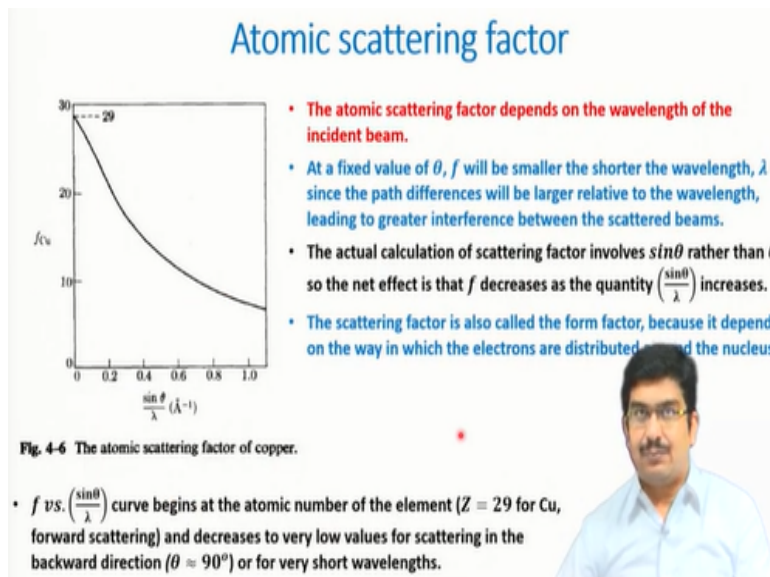 Atomic scattering factor
30
29
20
fCu
10
0
0 0.2 0.4 0.6 0.8 1.0
sin θ / λ (Å⁻¹)
Fig. 4-6 The atomic scattering factor of copper.
• The atomic scattering factor depends on the wavelength of the
incident beam.
• At a fixed value of θ, f will be smaller the shorter the wavelength, λ
since the path differences will be larger relative to the wavelength,
leading to greater interference between the scattered beams.
• The actual calculation of scattering factor involves sinθ rather than
so the net effect is that f decreases as the quantity (sinθ/λ) increases.
• The scattering factor is also called the form factor, because it depend
on the way in which the electrons are distributed the nucleus
• f vs. (sinθ/λ) curve begins at the atomic number of the element (Z = 29 for Cu,
forward scattering) and decreases to very low values for scattering in the
backward direction (θ ≈ 90°) or for very short wavelengths.